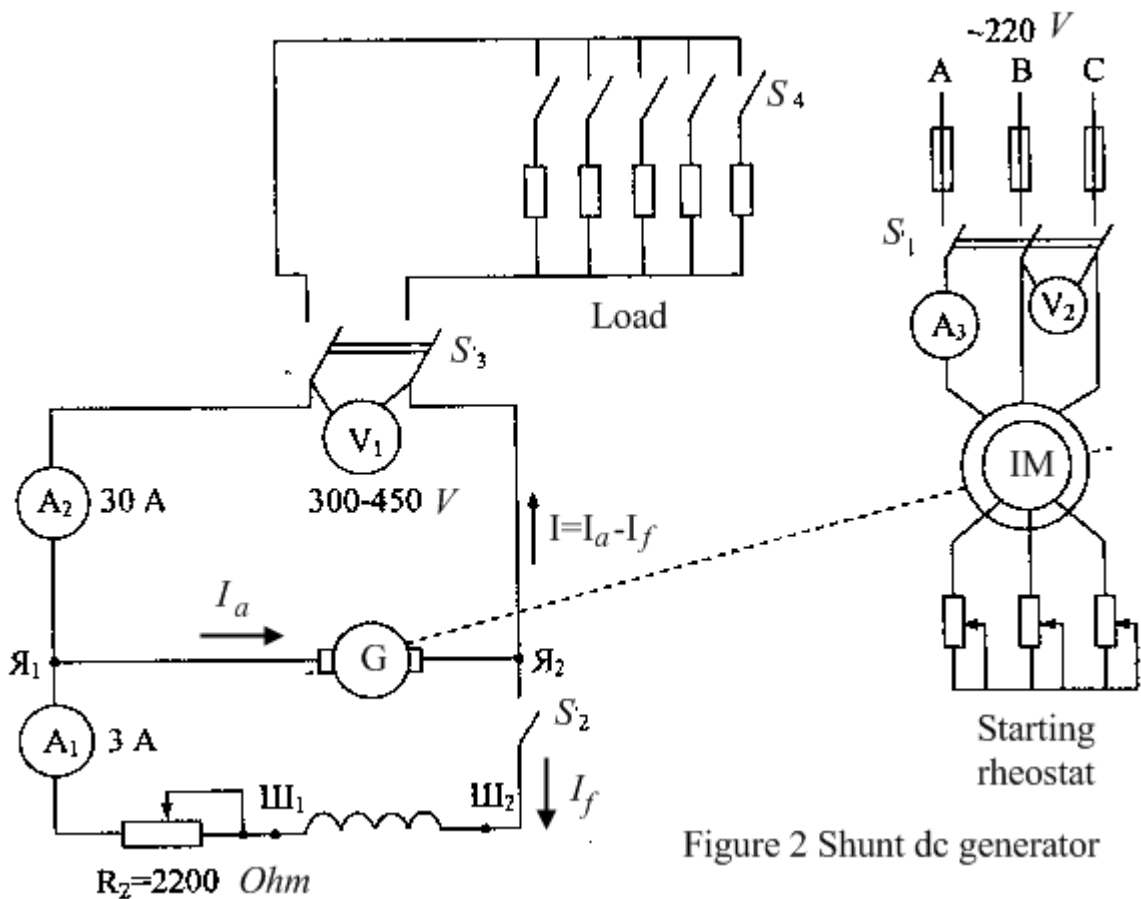 ~220 V
A B C
S4
S1
Load
A3
V2
S3
V1
IM
A2 30 A
300-450 V
I=Ia-If
Ia
Я1
G
Я2
S2
A1 3 A
Starting
rheostat
Ш1
Ш2
If
Figure 2 Shunt dc generator
R2=2200 Ohm